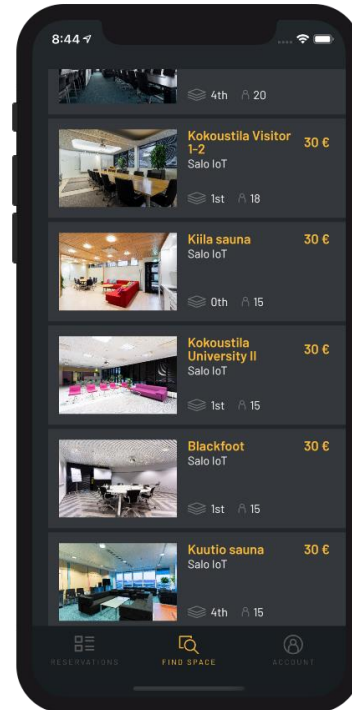 8:44
4th 20
Kokoustila Visitor 30 €
1-2
Salo IoT
1st 18
Kiila sauna 30 €
Salo IoT
0th 15
Kokoustila 30 €
University II
Salo IoT
1st 15
Blackfoot 30 €
Salo IoT
1st 15
Kuutio sauna 30 €
Salo IoT
4th 15
RESERVATIONS FIND SPACE ACCOUNT